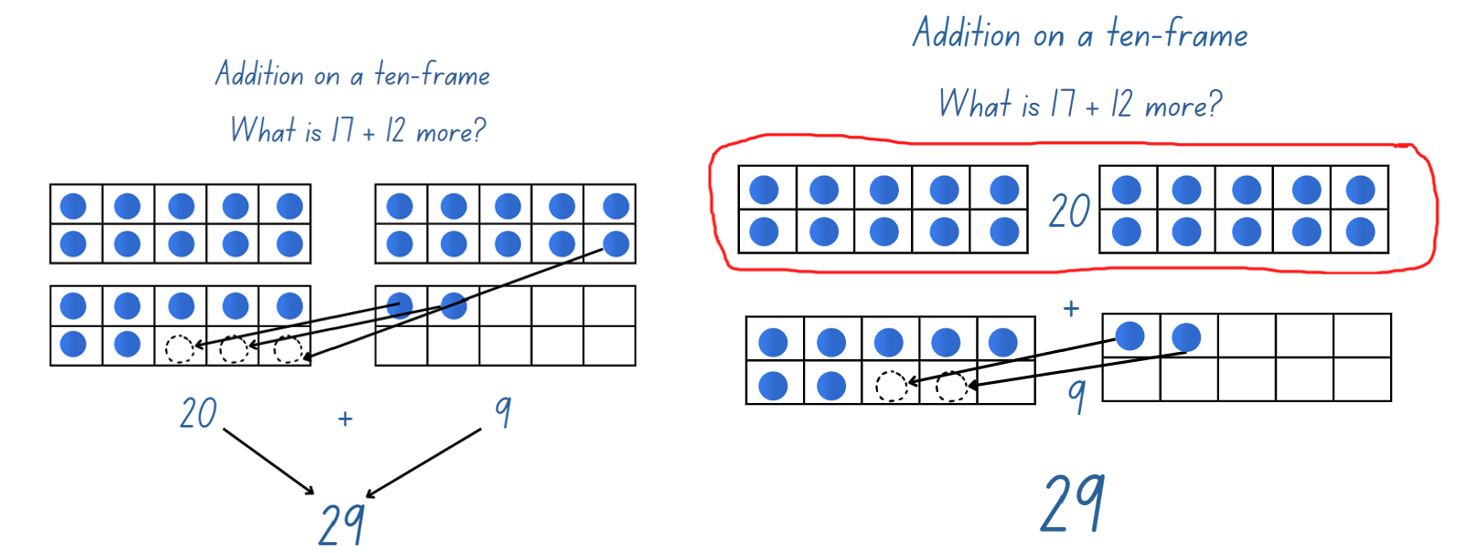 Addition on a ten-frame
What is 17 + 12 more?
20 + 9
29
Addition on a ten-frame
What is 17 + 12 more?
20
+
9
29